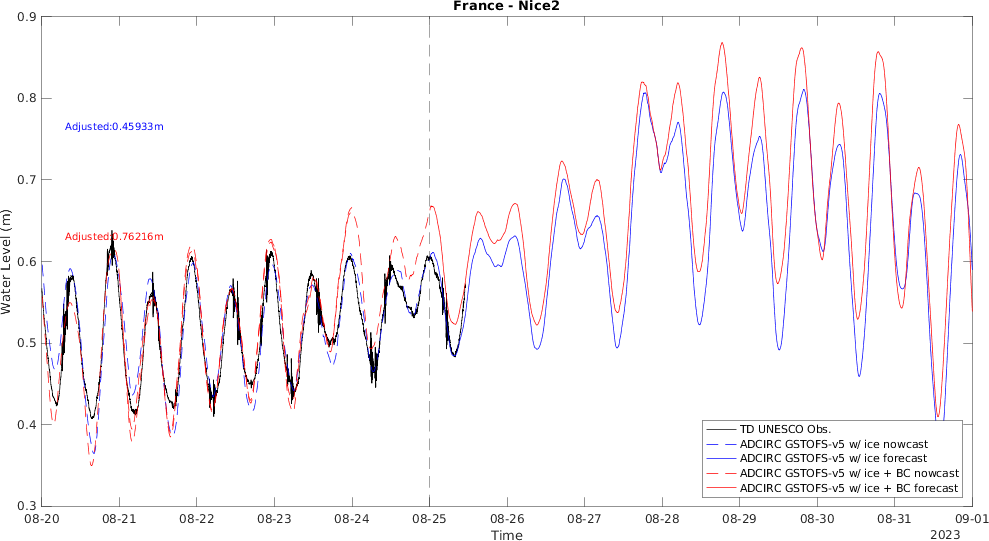 France - Nice2
0.9
0.8
0.7
0.6
0.5
0.4
0.3
Water Level (m)
Adjusted:0.45933m
Adjusted:0.76216m
TD UNESCO Obs.
ADCIRC GSTOFS-v5 w/ ice nowcast
ADCIRC GSTOFS-v5 w/ ice forecast
ADCIRC GSTOFS-v5 w/ ice + BC nowcast
ADCIRC GSTOFS-v5 w/ ice + BC forecast
08-20 08-21 08-22 08-23 08-24 08-25 08-26 08-27 08-28 08-29 08-30 08-31 09-01
Time
2023